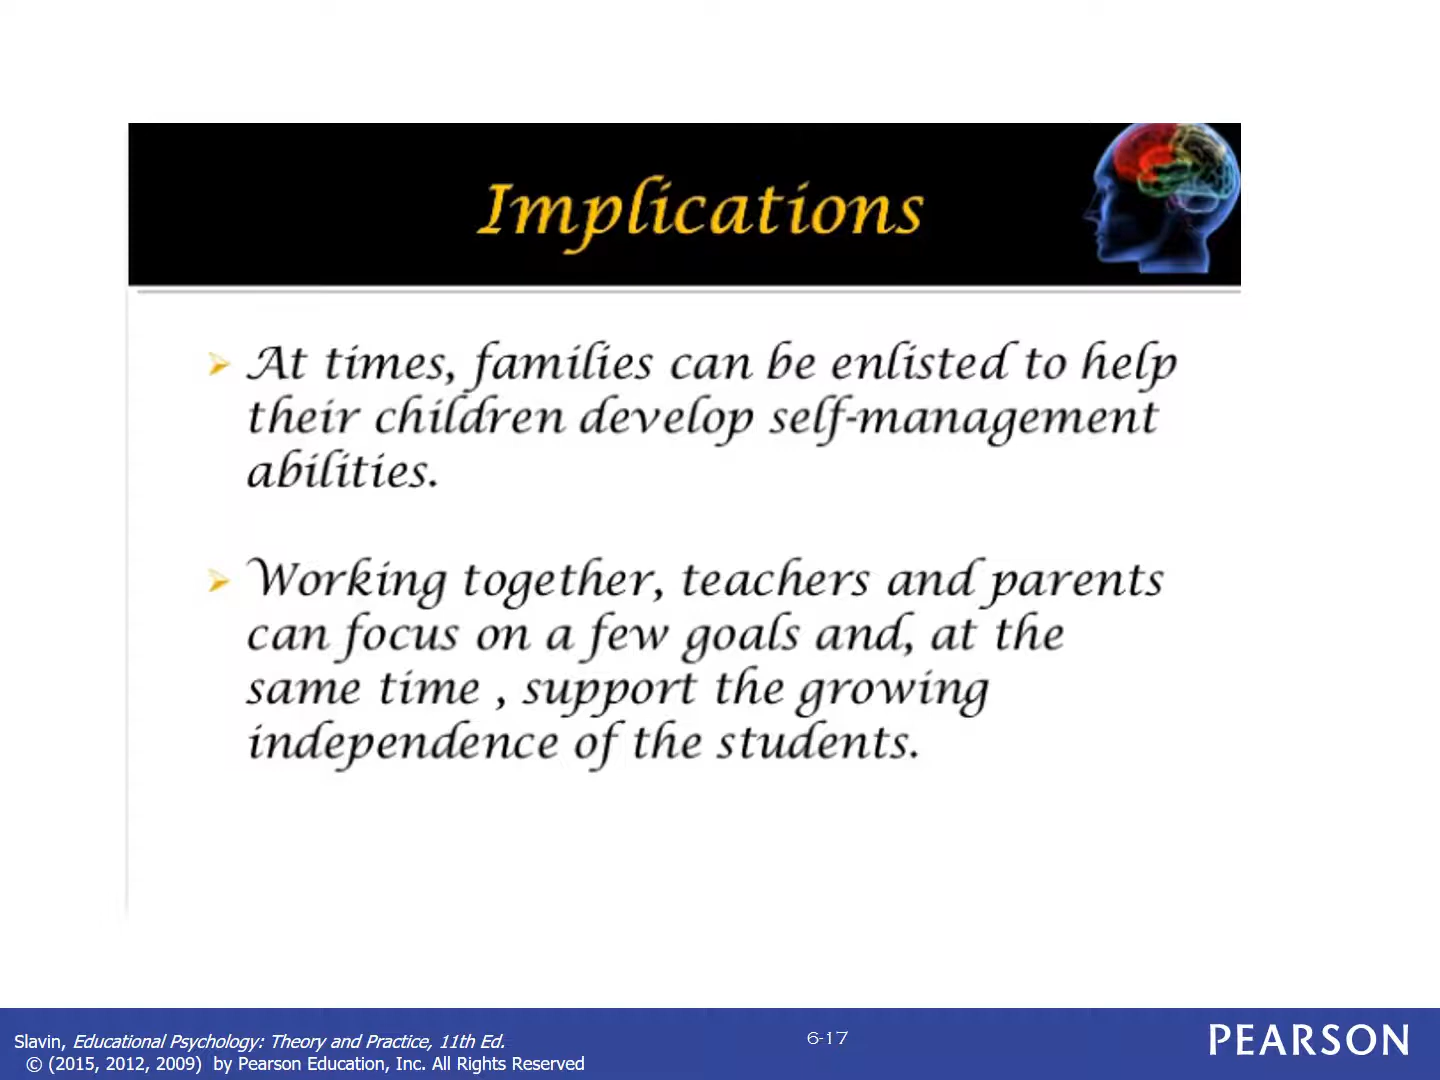 Implications
At times, families can be enlisted to help
their children develop self-management
abilities.
Working together, teachers and parents
can focus on a few goals and, at the
same time , support the growing
independence of the students.
Slavin, Educational Psychology: Theory and Practice, 11th Ed.
© (2015, 2012, 2009) by Pearson Education, Inc. All Rights Reserved
6-17
PEARSON